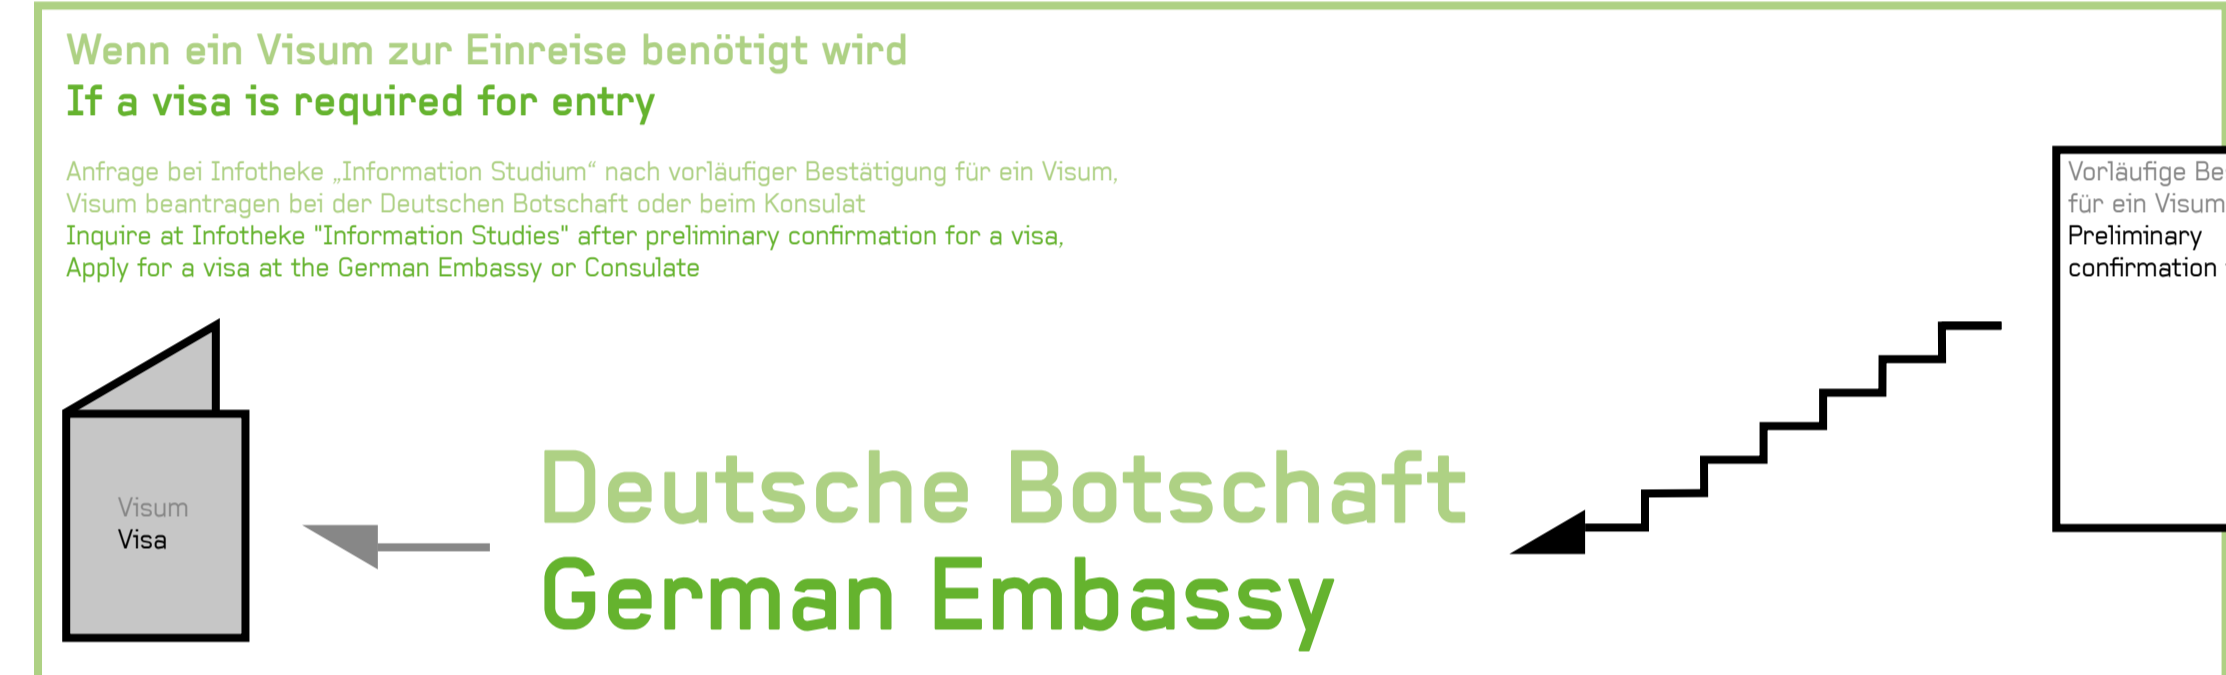 Wenn ein Visum zur Einreise benötigt wird
If a visa is required for entry
Anfrage bei Infotheke „Information Studium“ nach vorläufiger Bestätigung für ein Visum,
Visum beantragen bei der Deutschen Botschaft oder beim Konsulat
Inquire at Infotheke "Information Studies" after preliminary confirmation for a visa,
Apply for a visa at the German Embassy or Consulate
Vorläufige
für ein Visum
Preliminary
confirmation
Visum
Visa
Deutsche Botschaft
German Embassy